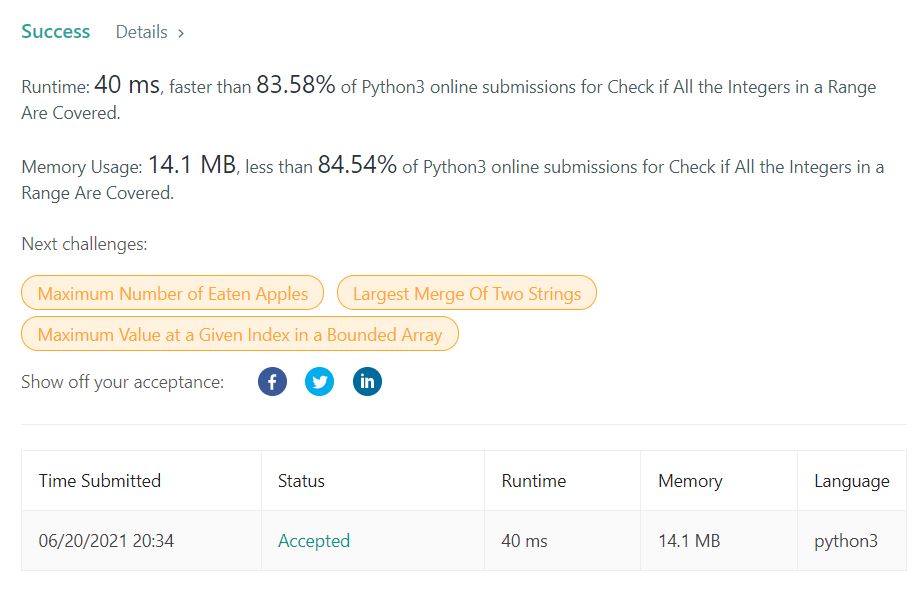 Success Details >
Runtime: 40 ms, faster than 83.58% of Python3 online submissions for Check if All the Integers in a Range
Are Covered.
Memory Usage: 14.1 MB, less than 84.54% of Python3 online submissions for Check if All the Integers in a
Range Are Covered.
Next challenges:
Maximum Number of Eaten Apples Largest Merge Of Two Strings
Maximum Value at a Given Index in a Bounded Array
Show off your acceptance: f in
Time Submitted Status Runtime Memory Language
06/20/2021 20:34 Accepted 40 ms 14.1 MB python3